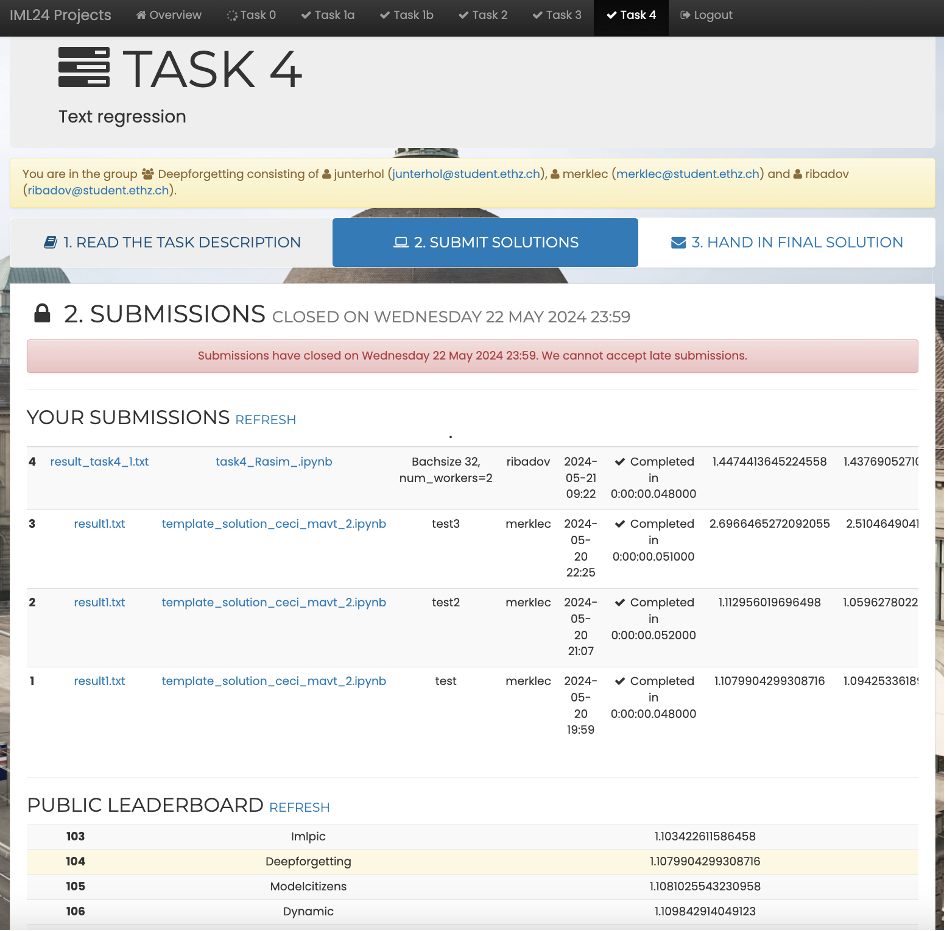 IML24 Projects Overview Task 0 Task 1a Task 1b Task 2 Task 3 Task 4 Logout
TASK 4
Text regression
You are in the group Deepforgetting consisting of junterhol (junterhol@student.ethz.ch), merklec (merklec@student.ethz.ch) and ribadov
(ribadov@student.ethz.ch).
1. READ THE TASK DESCRIPTION 2. SUBMIT SOLUTIONS 3. HAND IN FINAL SOLUTION
2. SUBMISSIONS CLOSED ON WEDNESDAY 22 MAY 2024 23:59
Submissions have closed on Wednesday 22 May 2024 23:59. We cannot accept late submissions.
YOUR SUBMISSIONS REFRESH
4 result_task4_1.txt task4_Rasim_.ipynb Bachsize 32, ribadov 2024- Completed 1.4474413645224558 1.43769052710
num_workers=2 05-21 in
09:22 0:00:00.048000
3 result1.txt template_solution_ceci_mavt_2.ipynb test3 merklec 2024- Completed 2.6966465272092055 2.5104649041
05- in
20 0:00:00.051000
22:25
2 result1.txt template_solution_ceci_mavt_2.ipynb test2 merklec 2024- Completed 1.112956019696498 1.0596278022
05- in
20 0:00:00.052000
21:07
1 result1.txt template_solution_ceci_mavt_2.ipynb test merklec 2024- Completed 1.1079904299308716 1.0942533618
05- in
20 0:00:00.048000
19:59
PUBLIC LEADERBOARD REFRESH
103 Imlpic 1.103422611586458
104 Deepforgetting 1.1079904299308716
105 Modelcitizens 1.1081025543230958
106 Dynamic 1.109842914049123